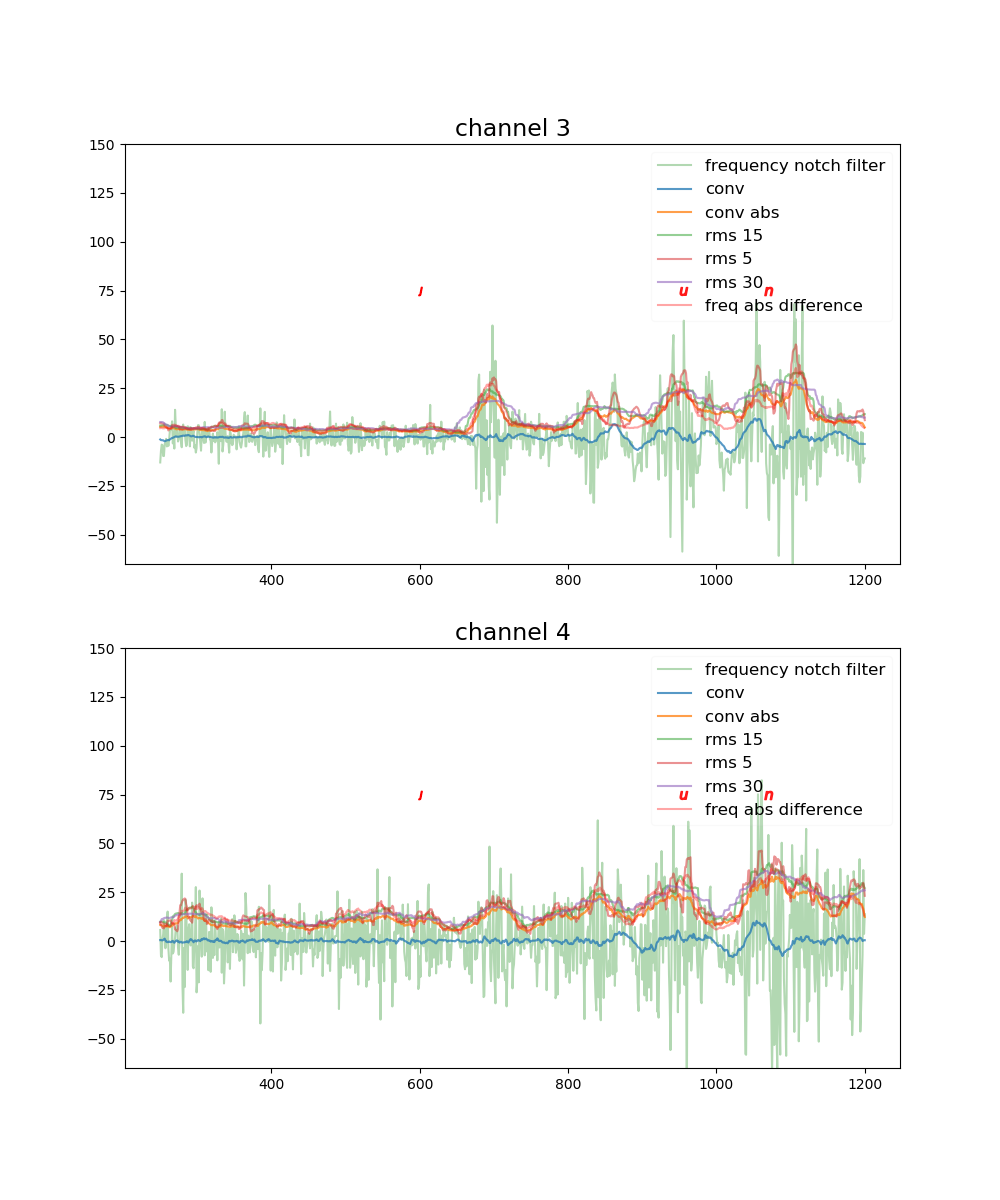 channel 3
150
125
100
75
50
25
0
−25
−50
400 600 800 1000 1200
frequency notch filter
conv
conv abs
rms 15
rms 5
rms 30
freq abs difference
u n
channel 4
150
125
100
75
50
25
0
−25
−50
400 600 800 1000 1200
frequency notch filter
conv
conv abs
rms 15
rms 5
rms 30
freq abs difference
u n